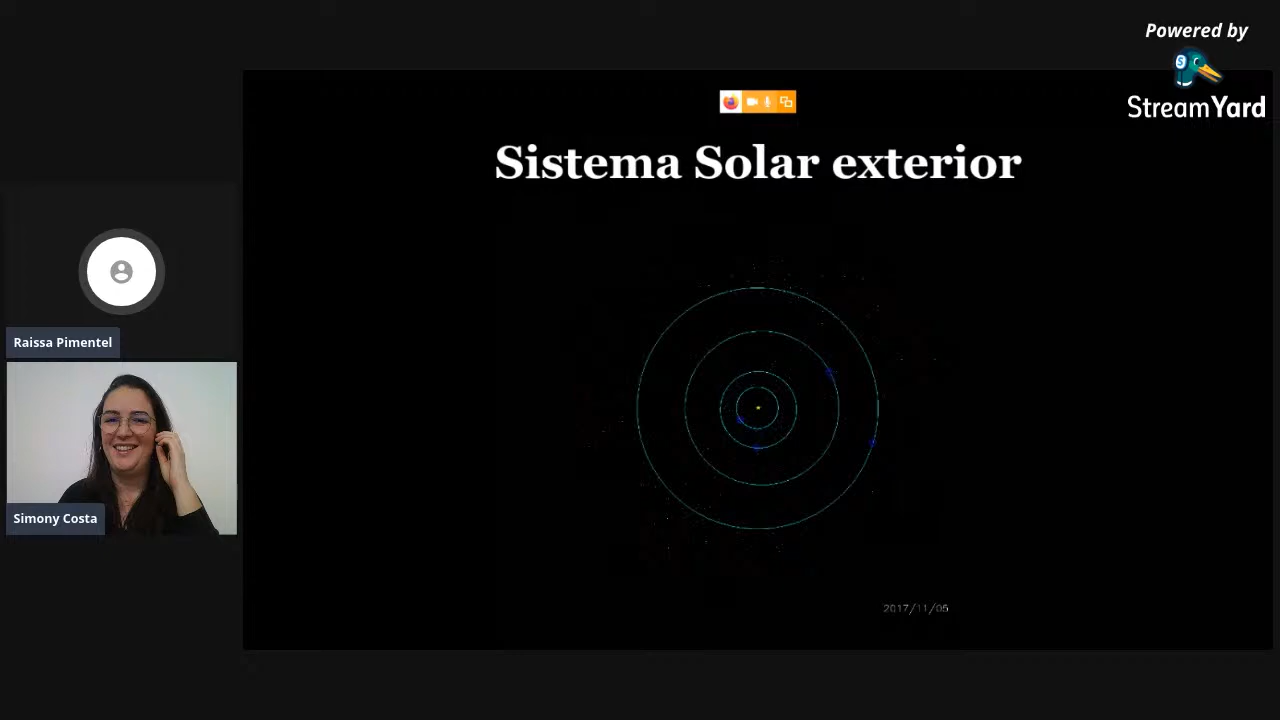 Powered by
StreamYard
Sistema Solar exterior
Raissa Pimentel
Simony Costa
2017/11/05